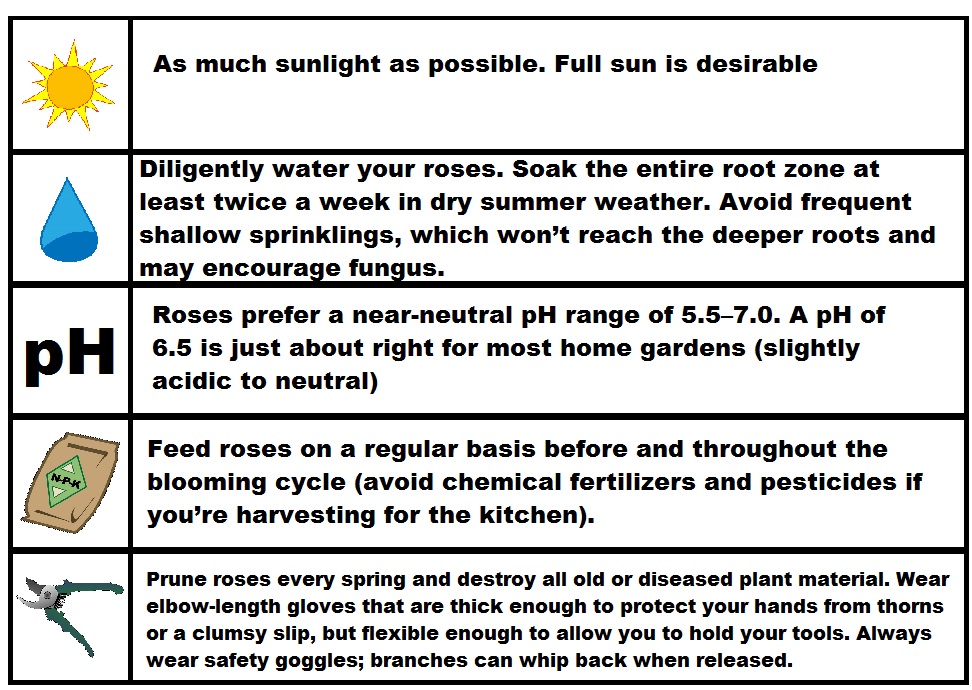 As much sunlight as possible. Full sun is desirable
Diligently water your roses. Soak the entire root zone at
least twice a week in dry summer weather. Avoid frequent
shallow sprinklings, which won’t reach the deeper roots and
may encourage fungus.
pH
Roses prefer a near-neutral pH range of 5.5–7.0. A pH of
6.5 is just about right for most home gardens (slightly
acidic to neutral)
N-P-K
Feed roses on a regular basis before and throughout the
blooming cycle (avoid chemical fertilizers and pesticides if
you’re harvesting for the kitchen).
Prune roses every spring and destroy all old or diseased plant material. Wear
elbow-length gloves that are thick enough to protect your hands from thorns
or a clumsy slip, but flexible enough to allow you to hold your tools. Always
wear safety goggles; branches can whip back when released.